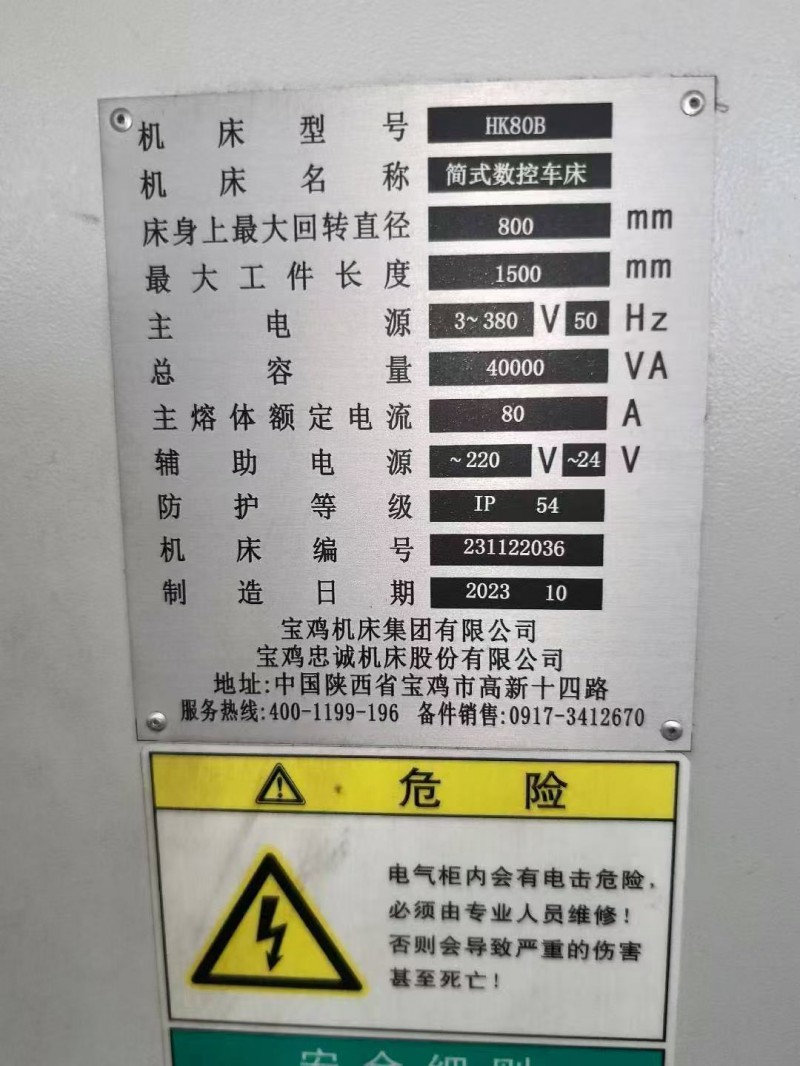 机床型号 HK80B
机床名称 简式数控车床
床身上最大回转直径 800 mm
最大工件长度 1500 mm
主电源 3~380 V 50 Hz
总容量 40000 VA
主熔体额定电流 80 A
辅助电源 ~220 V ~24 V
防护等级 IP 54
机床编号 231122036
制造日期 2023 10
宝鸡机床集团有限公司
宝鸡忠诚机床股份有限公司
地址:中国陕西省宝鸡市高新十四路
服务热线:400-1199-196 备件销售:0917-3412670
危险
电气柜内会有电击危险,
必须由专业人员维修!
否则会导致严重的伤害
甚至死亡!
安全细则